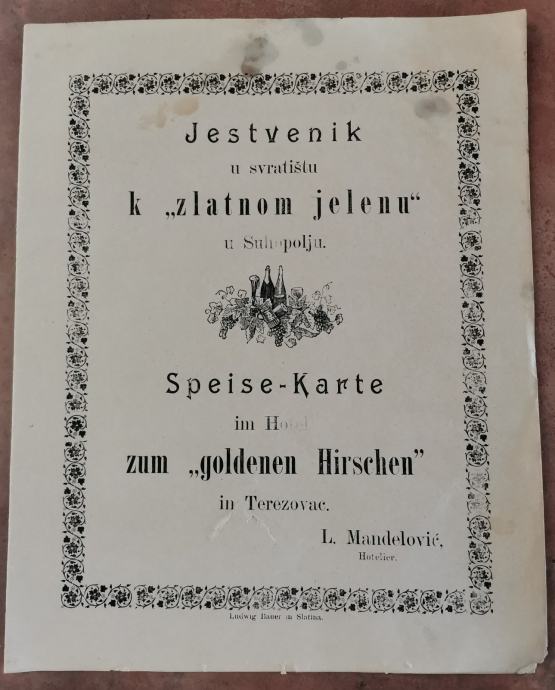 Jestvenik
u svratištu
k „zlatnom jelenu“
u Suhopolju.
Speise-Karte
im Hotel
zum „goldenen Hirschen”
in Terezovac.
L. Mandelović,
Hotelier.
Ludwig Bauer in Slatina.